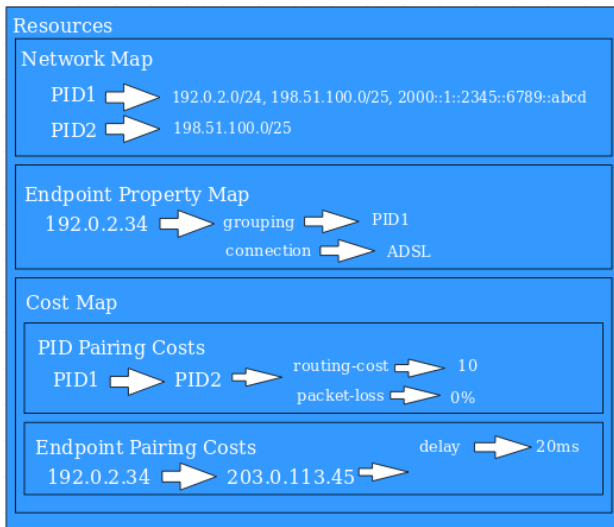 Resources
Network Map
PID1 192.0.2.0/24, 198.51.100.0/25, 2000::1::2345::6789::abcd
PID2 198.51.100.0/25
Endpoint Property Map
192.0.2.34 grouping PID1
connection ADSL
Cost Map
PID Pairing Costs
PID1 PID2 routing-cost 10
packet-loss 0%
Endpoint Pairing Costs delay 20ms
192.0.2.34 203.0.113.45